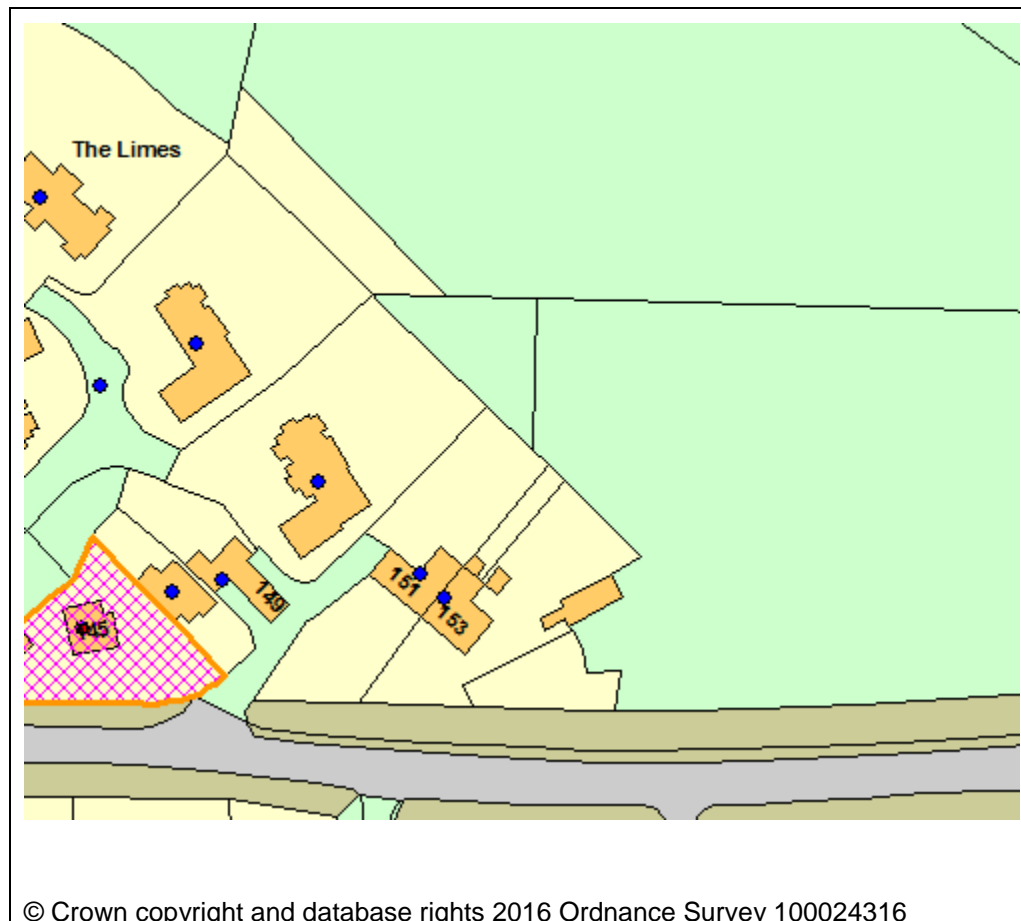 The Limes
151
149
153
145
© Crown copyright and database rights 2016 Ordnance Survey 100024316